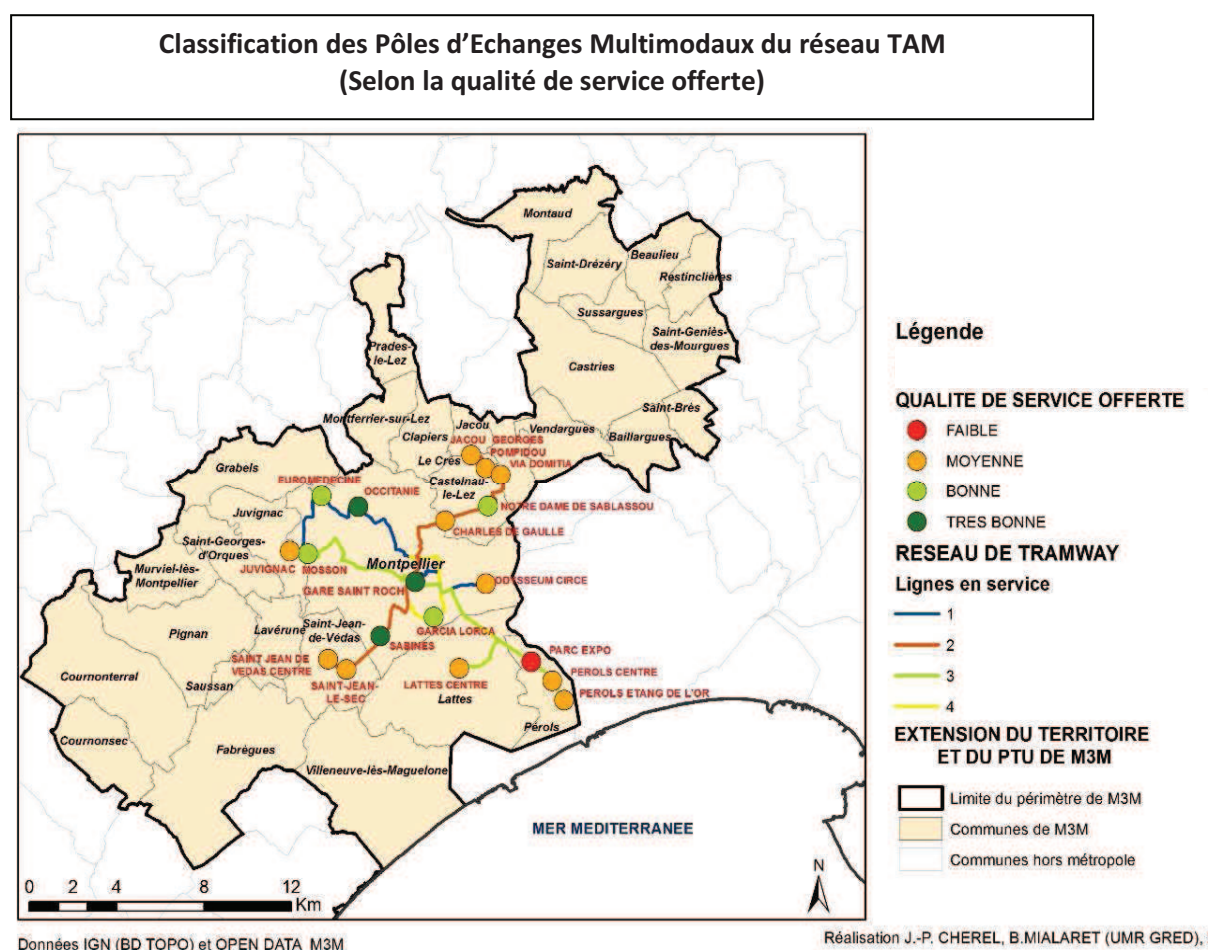 Classification des Pôles d'Echanges Multimodaux du réseau TAM
(Selon la qualité de service offerte)
Montaud
Saint-Drézéry
Beaulieu
Restinclières
Sussargues
Saint-Geniès-
des-Mourgues
Castries
Prades-
le-Lez
Saint-Brès
Montferrier-sur-Lez
Jacou
Vendargues
Baillargues
Clapiers
JACOU
GEORGES
POMPIDOU
Le Crès
VIA DOMITIA
Grabels
Castelnau-
le-Lez
EUROMEDECINE
OCCITANIE
NOTRE DAME DE SABLASSOU
Juvignac
CHARLES DE GAULLE
Saint-Georges-
d'Orques
Murviel-lès-
Montpellier
JUVIGNAC
MOSSON
Montpellier
ODYSSEUM CIRCE
GARE SAINT ROCH
Pignan
Lavérune
Saint-Jean-
de-Védas
GARCIA LORCA
SABINES
PARC EXPO
SAINT JEAN DE
VEDAS CENTRE
PEROLS CENTRE
Cournonterral
Saussan
SAINT-JEAN-
LE-SEC
LATTES CENTRE
Lattes
PEROLS ETANG DE L'OR
Pérols
Cournonsec
Fabrègues
Villeneuve-lès-Maguelone
MER MEDITERRANEE
N
0 2 4 8 12
Km
Légende
QUALITE DE SERVICE OFFERTE
FAIBLE
MOYENNE
BONNE
TRES BONNE
RESEAU DE TRAMWAY
Lignes en service
1
2
3
4
EXTENSION DU TERRITOIRE
ET DU PTU DE M3M
Limite du périmètre de M3M
Communes de M3M
Communes hors métropole
Données IGN (BD TOPO) et OPEN DATA M3M
Réalisation J.-P. CHEREL, B.MIALARET (UMR GRED),